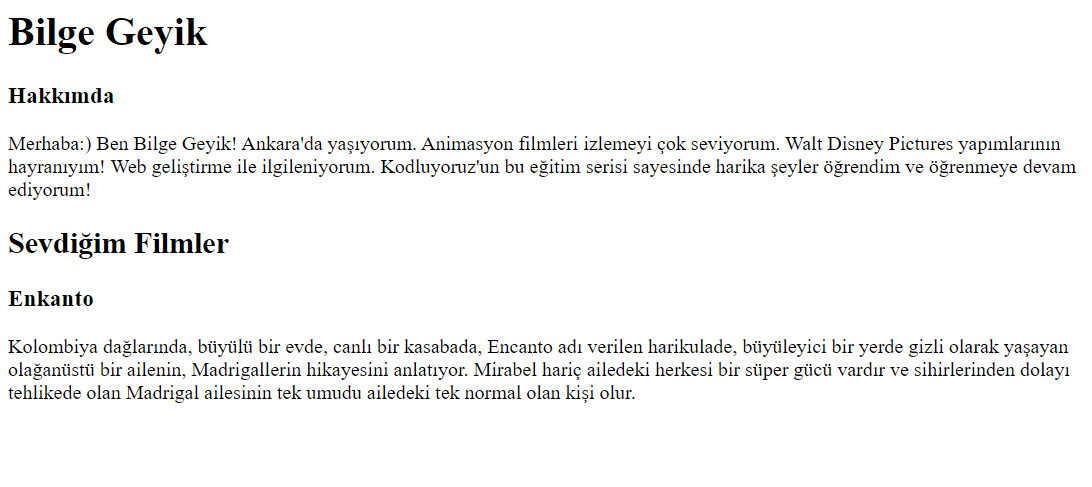 Bilge Geyik
Hakkımda
Merhaba:) Ben Bilge Geyik! Ankara'da yaşıyorum. Animasyon filmleri izlemeyi çok seviyorum. Walt Disney Pictures yapımlarının
hayranıyım! Web geliştirme ile ilgileniyorum. Kodluyoruz'un bu eğitim serisi sayesinde harika şeyler öğrendim ve öğrenmeye devam
ediyorum!
Sevdiğim Filmler
Enkanto
Kolombiya dağlarında, büyülü bir evde, canlı bir kasabada, Encanto adı verilen harikulade, büyüleyici bir yerde gizli olarak yaşayan
olağanüstü bir ailenin, Madrigallerin hikayesini anlatıyor. Mirabel hariç ailedeki herkesi bir süper gücü vardır ve sihirlerinden dolayı
tehlikede olan Madrigal ailesinin tek umudu ailedeki tek normal olan kişi olur.